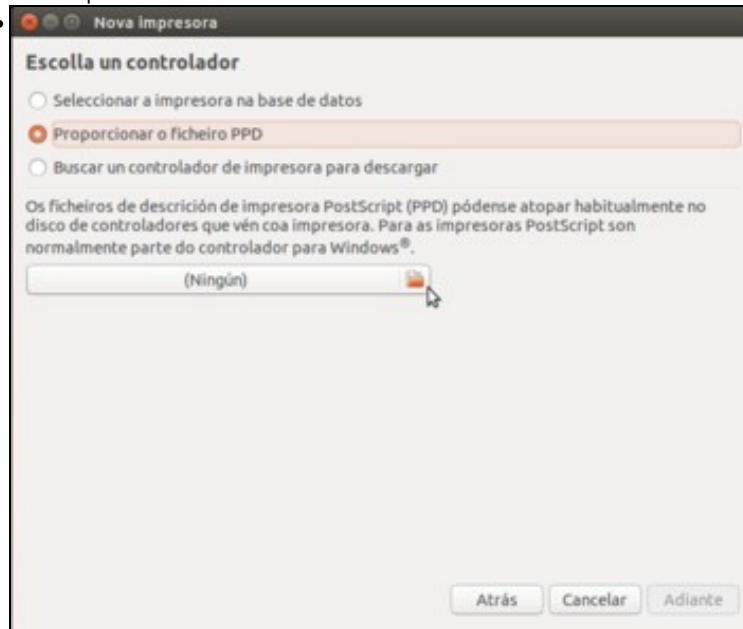 Nova impresora
Escolla un controlador
Seleccionar a impresora na base de datos
Proporcionar o ficheiro PPD
Buscar un controlador de impresora para descargar
Os ficheiros de descrición de impresora PostScript (PPD) pódense atopar habitualmente no
disco de controladores que vén coa impresora. Para as impresoras PostScript son
normalmente parte do controlador para Windows®.
(Ningún)
Atrás Cancelar Adiante